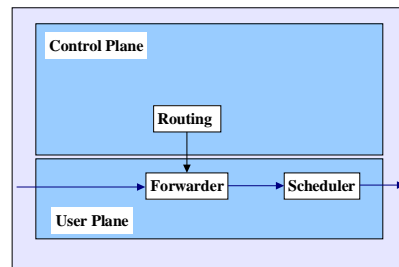 Control Plane
Routing
Forwarder
Scheduler
User Plane